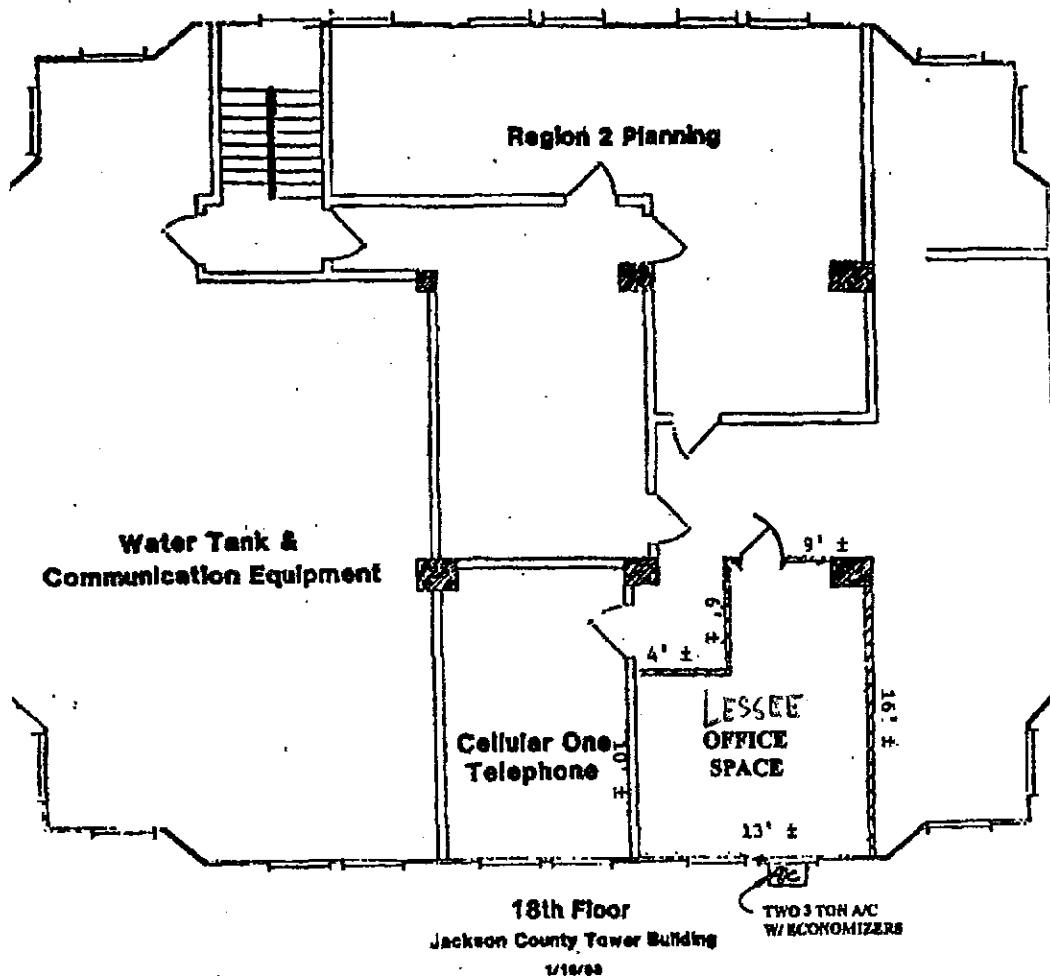 Region 2 Planning
Water Tank &
Communication Equipment
9' ±
6' ±
4' ±
LESSEE
OFFICE
SPACE
16' ±
Cellular One
Telephone
10' ±
13' ±
18th Floor
Jackson County Tower Building
TWO 3 TON A/C
W/ ECONOMIZERS